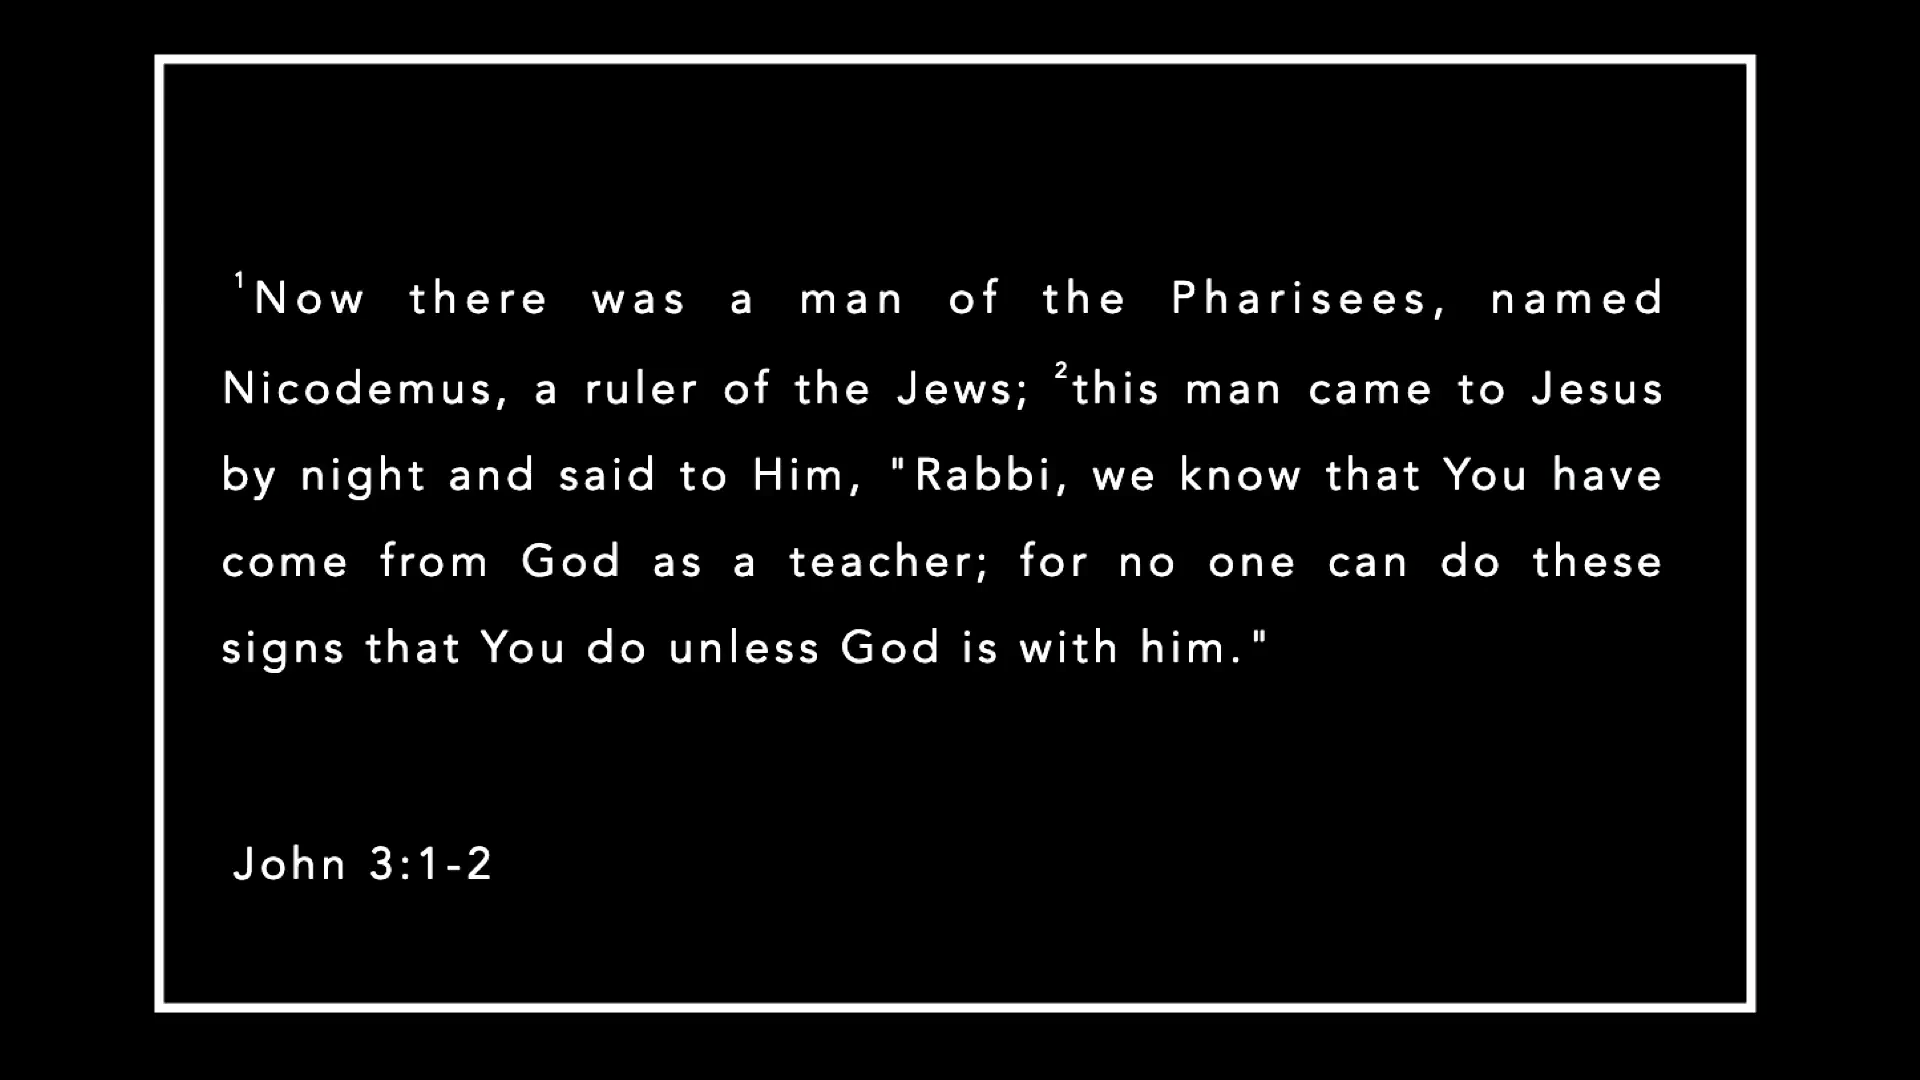 ¹Now there was a man of the Pharisees, named
Nicodemus, a ruler of the Jews; ²this man came to Jesus
by night and said to Him, "Rabbi, we know that You have
come from God as a teacher; for no one can do these
signs that You do unless God is with him."
John 3:1-2